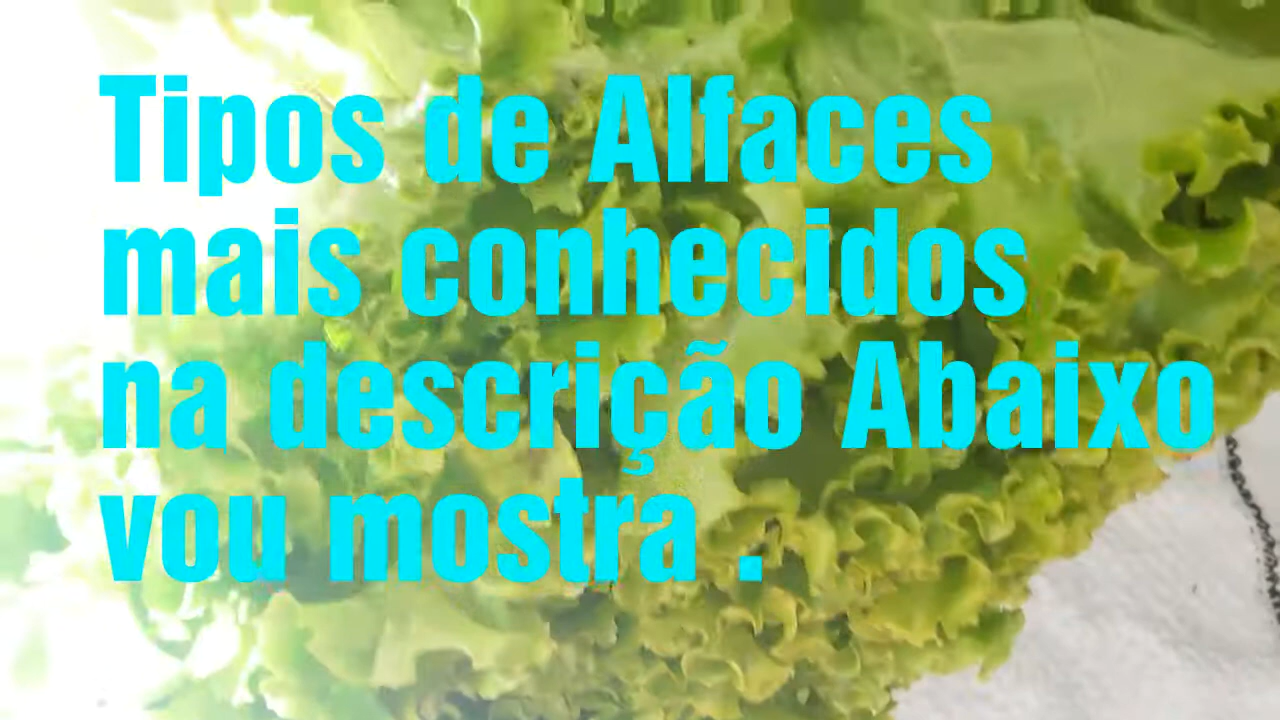 Tipos de Alfaces
mais conhecidos
na descrição Abaixo
vou mostra .